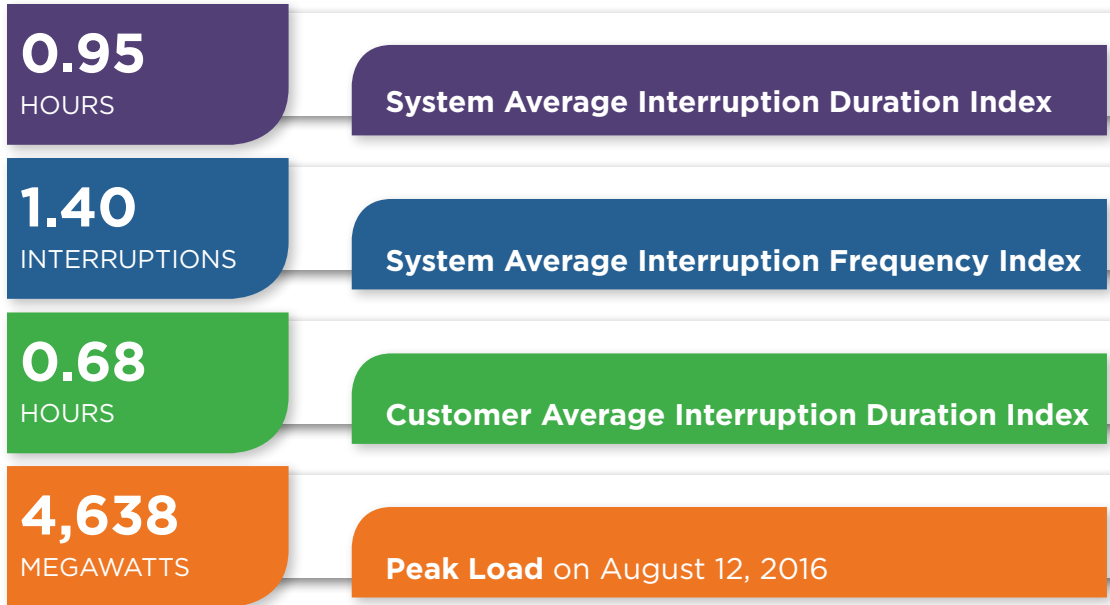 0.95
HOURS
System Average Interruption Duration Index
1.40
INTERRUPTIONS
System Average Interruption Frequency Index
0.68
HOURS
Customer Average Interruption Duration Index
4,638
MEGAWATTS
Peak Load on August 12, 2016